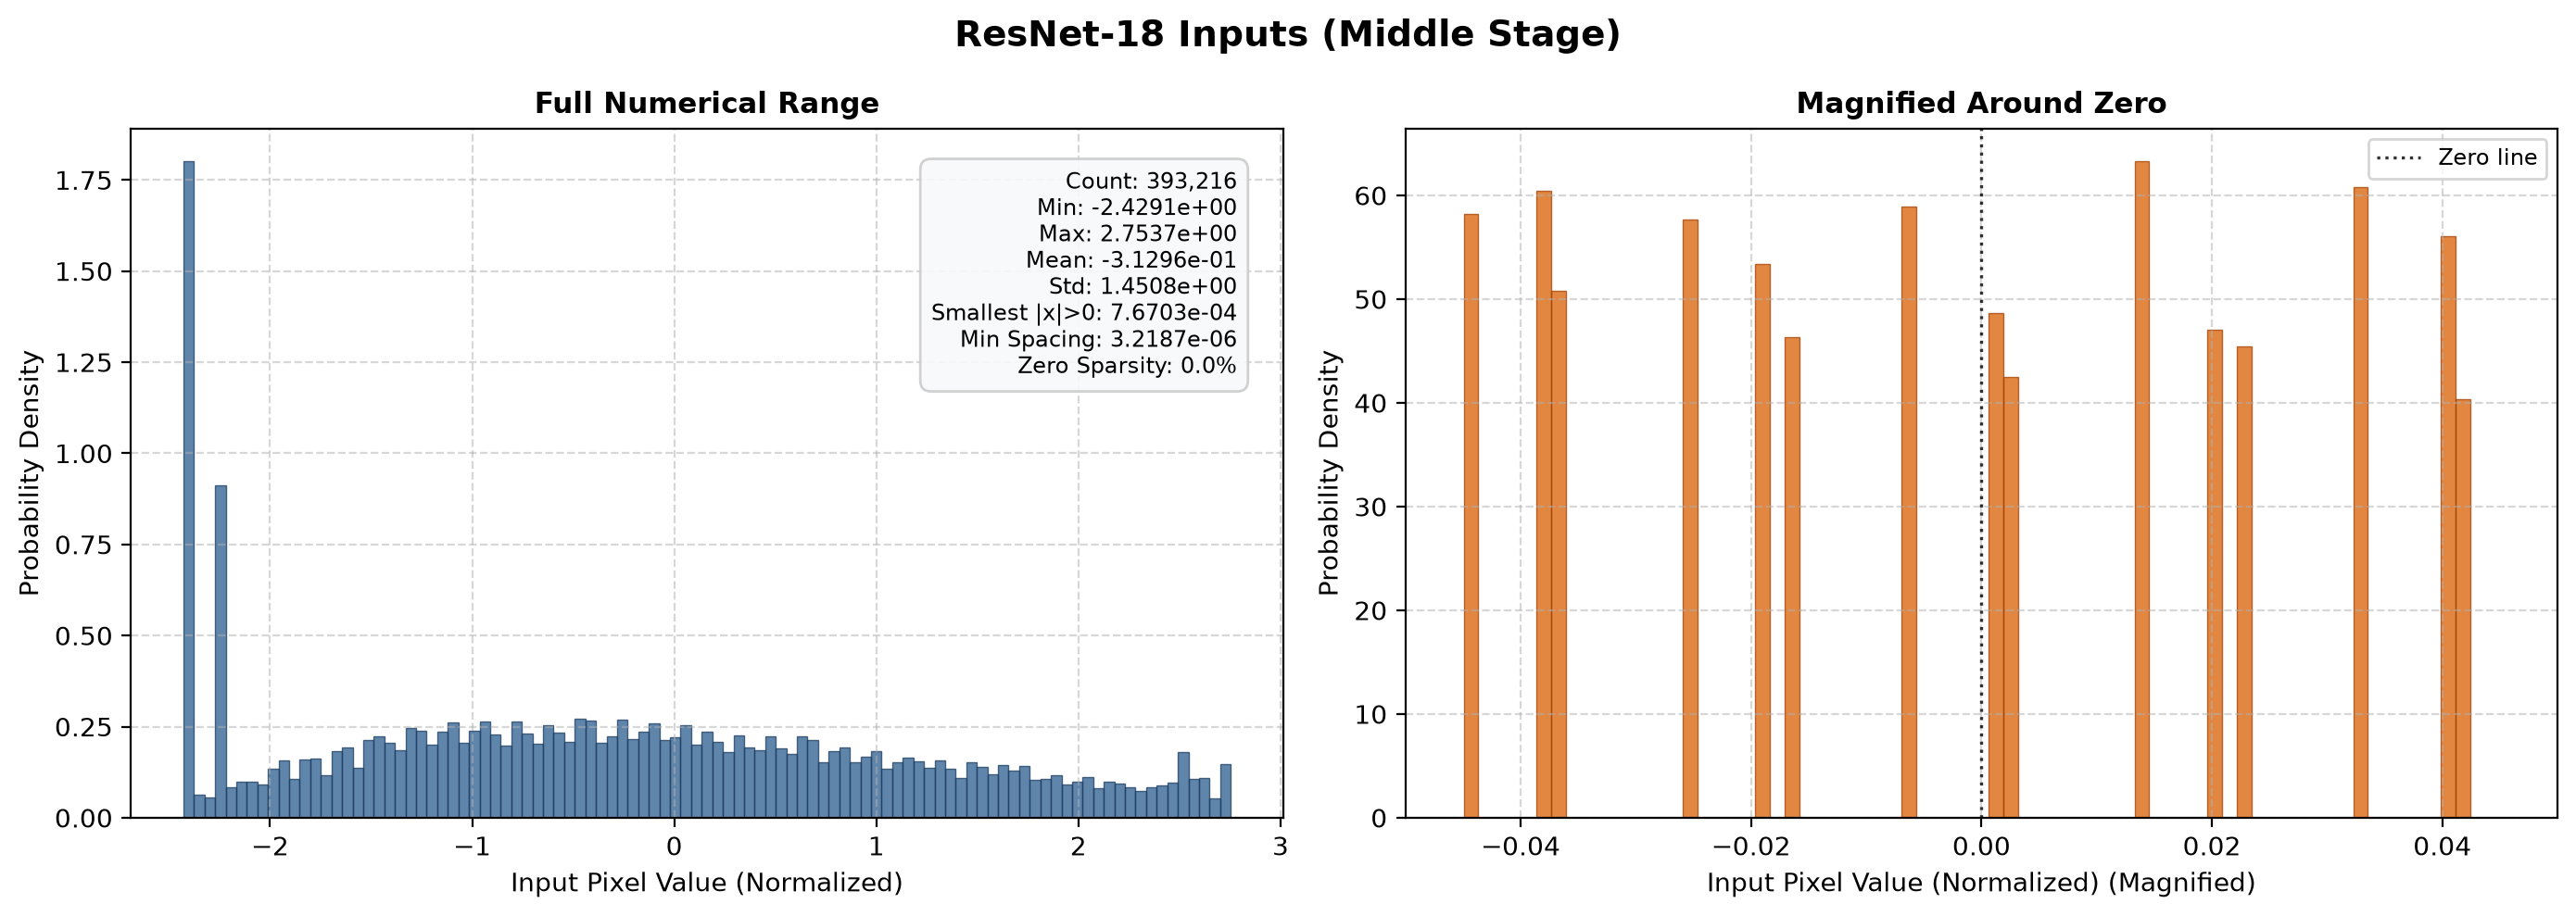 ResNet-18 Inputs (Middle Stage)
Full Numerical Range
Probability Density
1.75
1.50
1.25
1.00
0.75
0.50
0.25
0.00
Count: 393,216
Min: -2.4291e+00
Max: 2.7537e+00
Mean: -3.1296e-01
Std: 1.4508e+00
Smallest |x|>0: 7.6703e-04
Min Spacing: 3.2187e-06
Zero Sparsity: 0.0%
−2 −1 0 1 2 3
Input Pixel Value (Normalized)
Magnified Around Zero
Probability Density
60
50
40
30
20
10
0
Zero line
−0.04 −0.02 0.00 0.02 0.04
Input Pixel Value (Normalized) (Magnified)